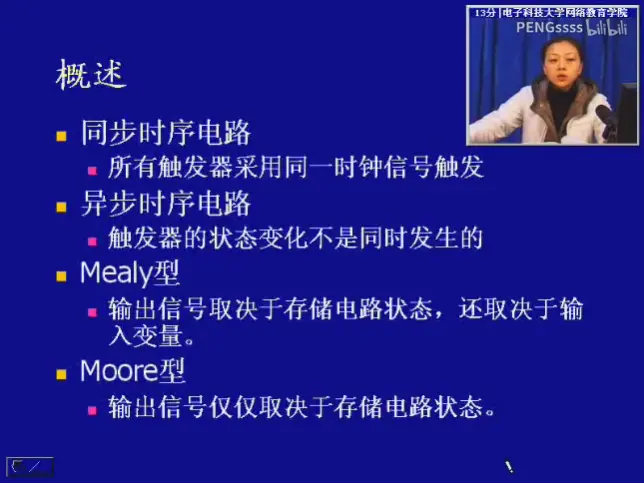 13分|电子科技大学网络教育学院
PENGssss bilibili
概述
同步时序电路
所有触发器采用同一时钟信号触发
异步时序电路
触发器的状态变化不是同时发生的
Mealy型
输出信号取决于存储电路状态，还取决于输
入变量。
Moore型
输出信号仅仅取决于存储电路状态。